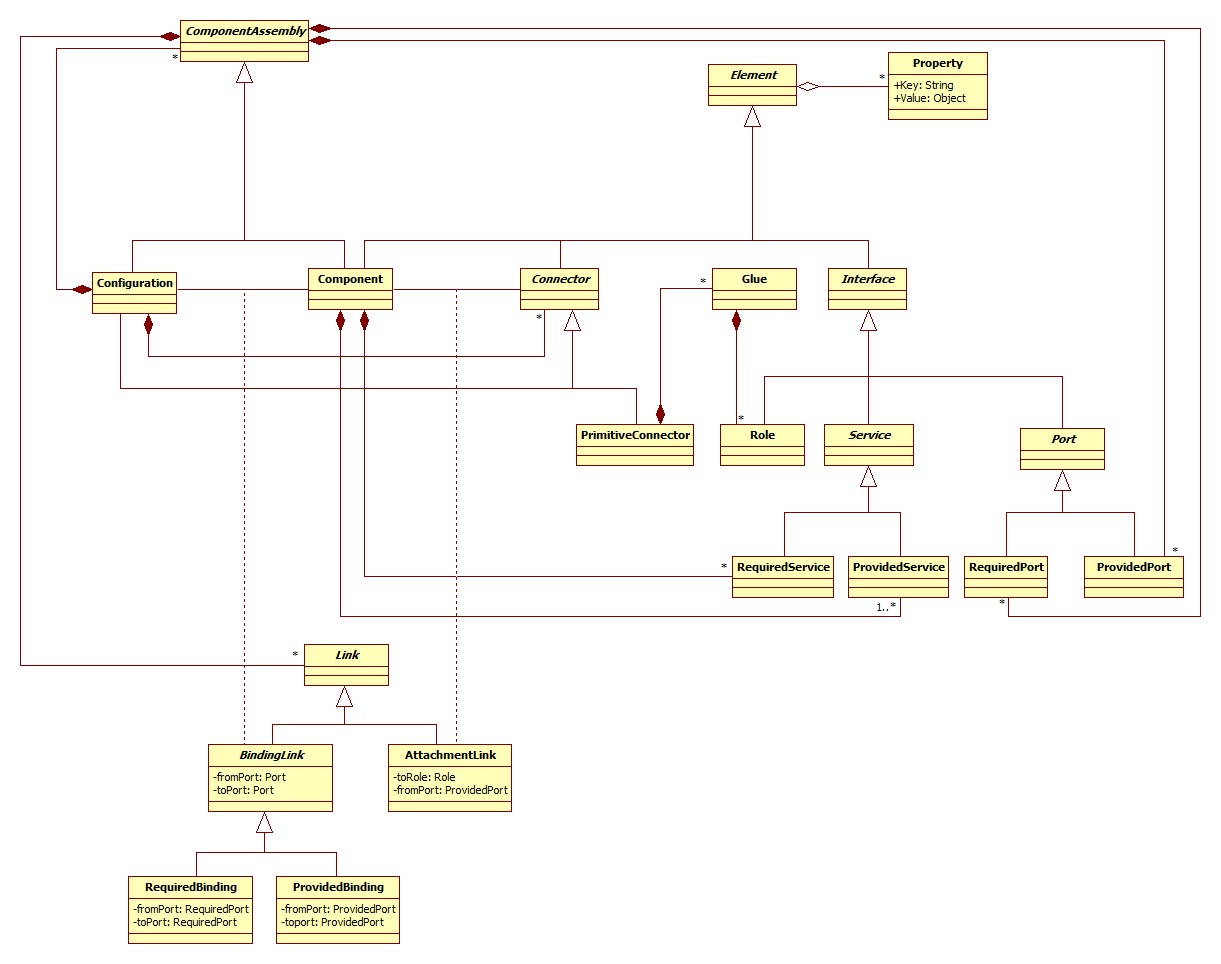 ComponentAssembly
*
Element
*
Property
+Key: String
+Value: Object
Configuration
Component
Connector
*
*
Glue
Interface
PrimitiveConnector
*
Role
Service
Port
*
RequiredService
ProvidedService
1..*
RequiredPort
*
ProvidedPort
*
*
Link
BindingLink
-fromPort: Port
-toPort: Port
AttachmentLink
-toRole: Role
-fromPort: ProvidedPort
RequiredBinding
-fromPort: RequiredPort
-toPort: RequiredPort
ProvidedBinding
-fromPort: ProvidedPort
-toport: ProvidedPort